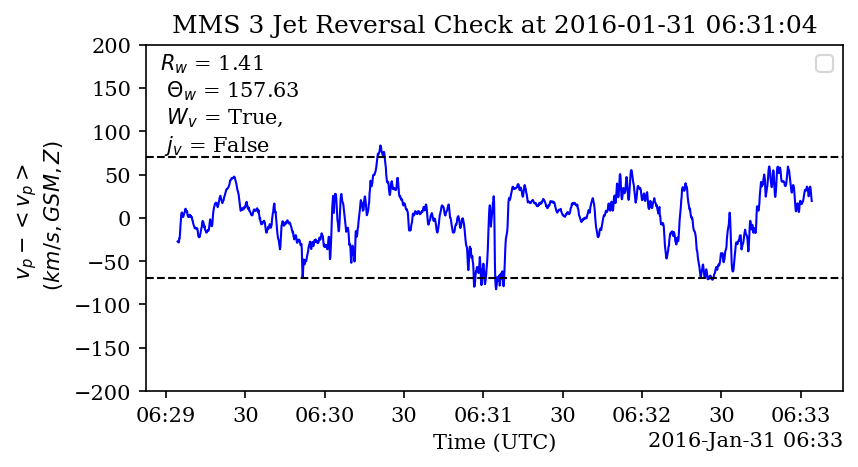 MMS 3 Jet Reversal Check at 2016-01-31 06:31:04
200
150
100
50
0
−50
−100
−150
−200
v_p − < v_p >
(km/s, GSM, Z)
R_w = 1.41
Θ_w = 157.63
W_v = True,
j_v = False
06:29 30 06:30 30 06:31 30 06:32 30 06:33
Time (UTC)
2016-Jan-31 06:33